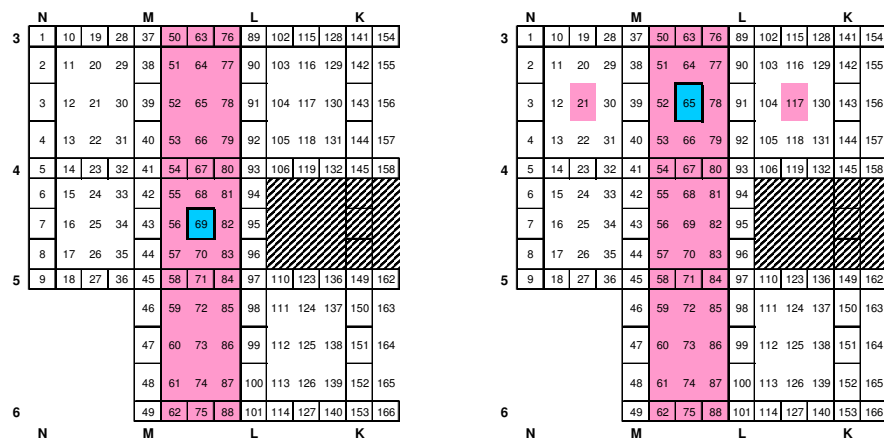 N M L K N M L K
3 1 10 19 28 37 50 63 76 89 102 115 128 141 154 3 1 10 19 28 37 50 63 76 89 102 115 128 141 154
2 11 20 29 38 51 64 77 90 103 116 129 142 155 2 11 20 29 38 51 64 77 90 103 116 129 142 155
3 12 21 30 39 52 65 78 91 104 117 130 143 156 3 12 21 30 39 52 65 78 91 104 117 130 143 156
4 13 22 31 40 53 66 79 92 105 118 131 144 157 4 13 22 31 40 53 66 79 92 105 118 131 144 157
4 5 14 23 32 41 54 67 80 93 106 119 132 145 158 4 5 14 23 32 41 54 67 80 93 106 119 132 145 158
6 15 24 33 42 55 68 81 94 6 15 24 33 42 55 68 81 94
7 16 25 34 43 56 69 82 95 7 16 25 34 43 56 69 82 95
8 17 26 35 44 57 70 83 96 8 17 26 35 44 57 70 83 96
5 9 18 27 36 45 58 71 84 97 110 123 136 149 162 5 9 18 27 36 45 58 71 84 97 110 123 136 149 162
46 59 72 85 98 111 124 137 150 163 46 59 72 85 98 111 124 137 150 163
47 60 73 86 99 112 125 138 151 164 47 60 73 86 99 112 125 138 151 164
48 61 74 87 100 113 126 139 152 165 48 61 74 87 100 113 126 139 152 165
6 49 62 75 88 101 114 127 140 153 166 6 49 62 75 88 101 114 127 140 153 166
N M L K N M L K